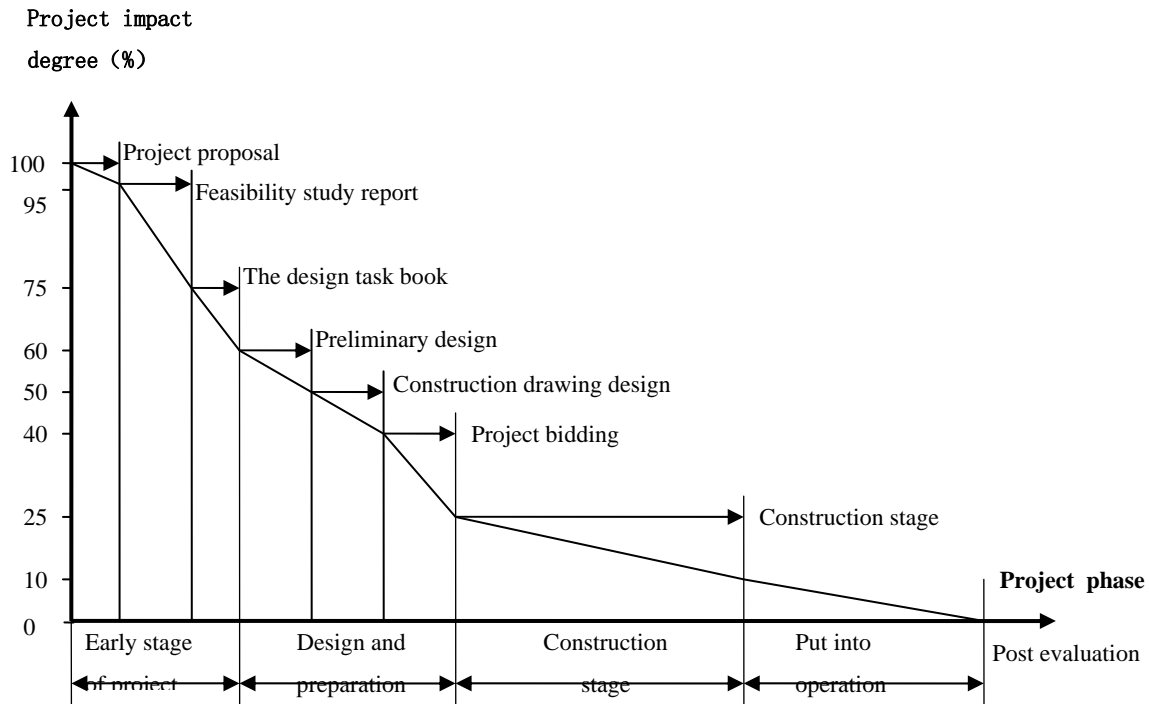 Project impact
degree (%)
100
Project proposal
95
Feasibility study report
75
The design task book
60
Preliminary design
50
Construction drawing design
40
Project bidding
25
Construction stage
10
Project phase
0
Early stage
of project
Design and
preparation
Construction
stage
Put into
operation
Post evaluation